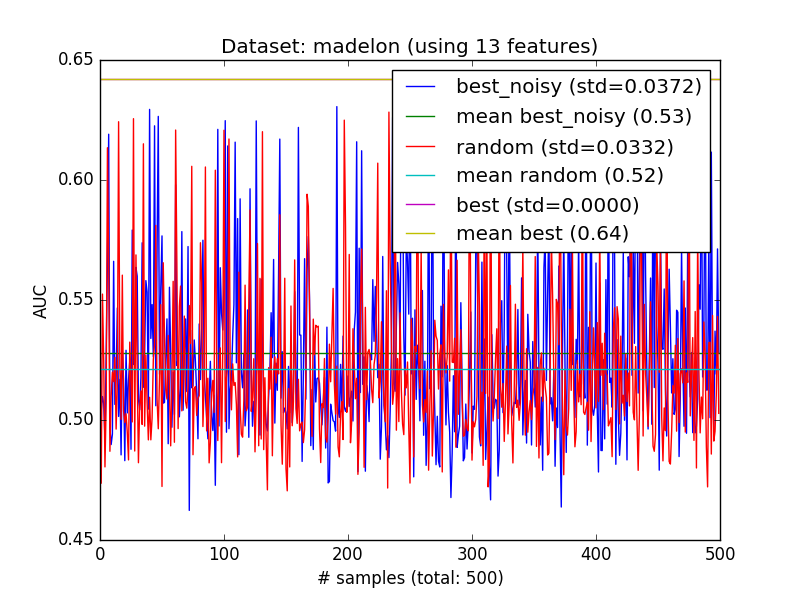 Dataset: madelon (using 13 features)
0.65
0.60
0.55
0.50
0.45
AUC
best_noisy (std=0.0372)
mean best_noisy (0.53)
random (std=0.0332)
mean random (0.52)
best (std=0.0000)
mean best (0.64)
0 100 200 300 400 500
# samples (total: 500)